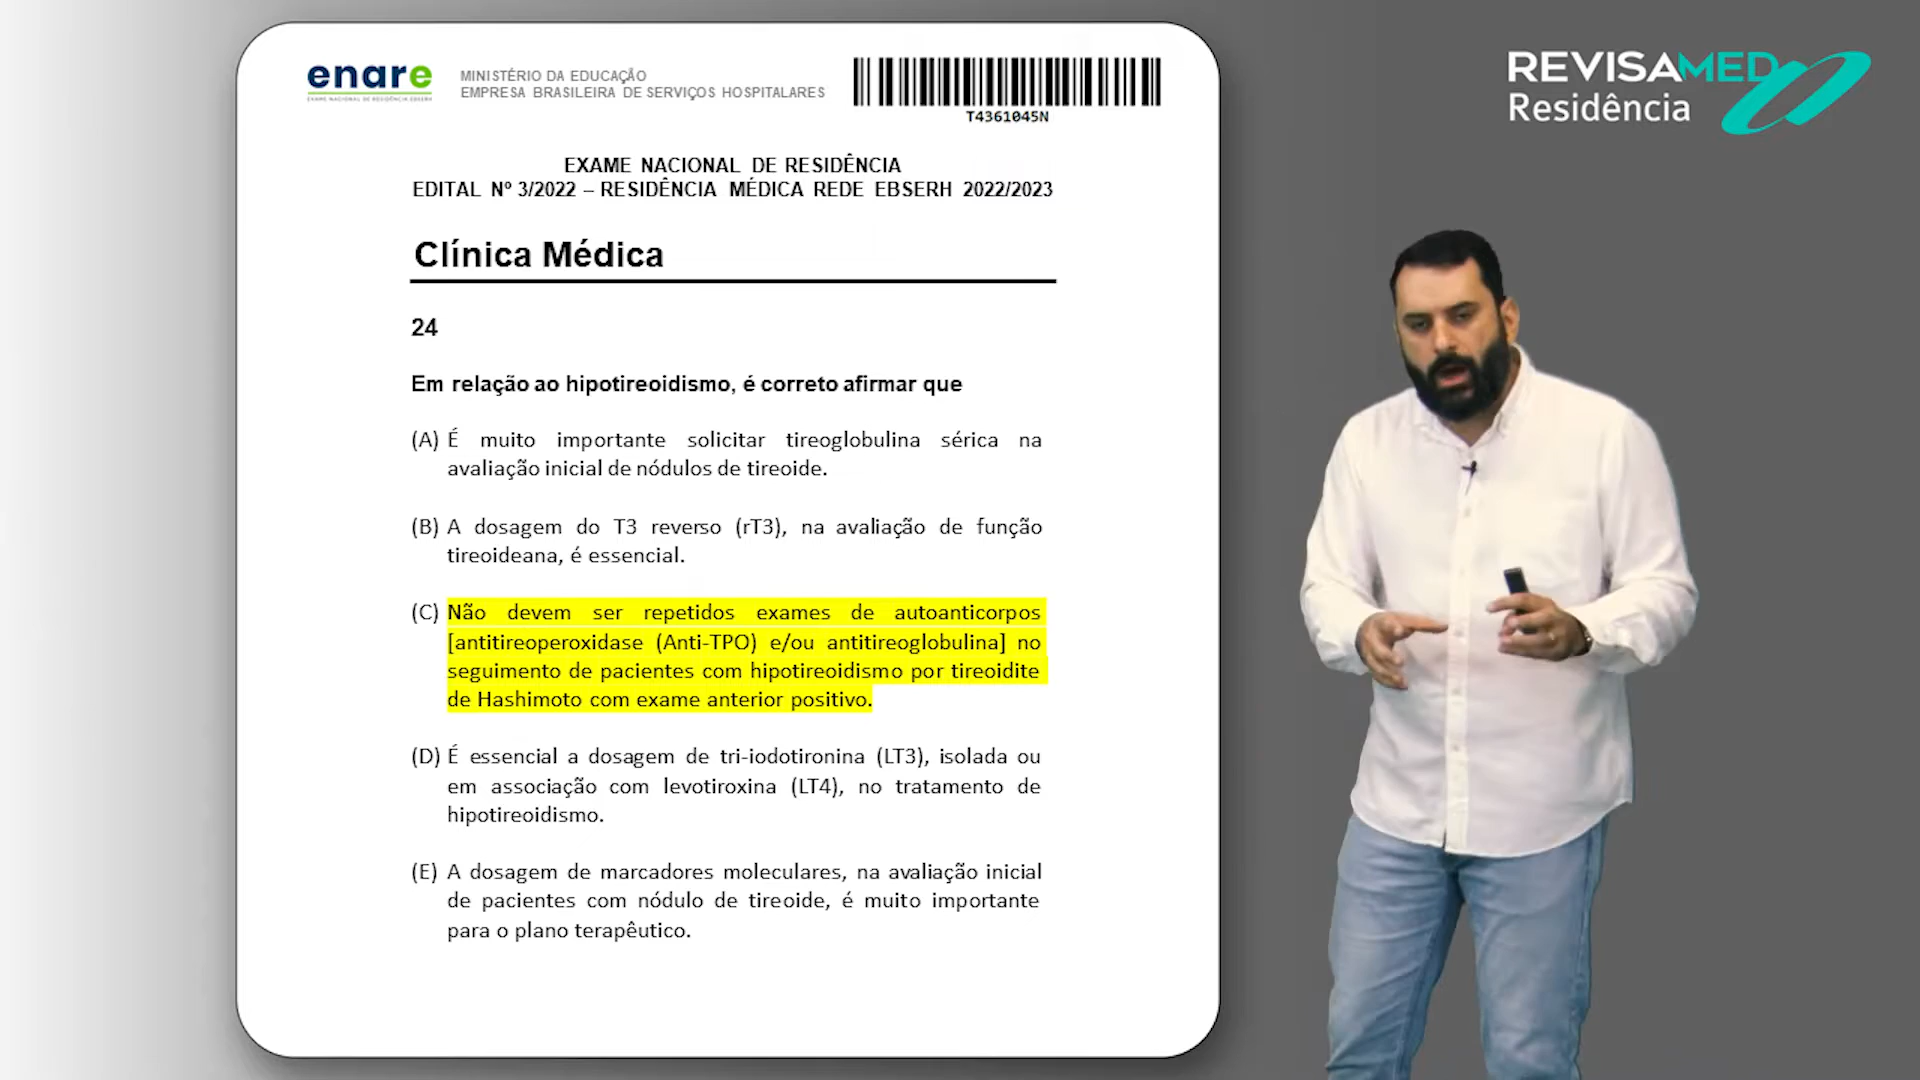 enare
MINISTÉRIO DA EDUCAÇÃO
EMPRESA BRASILEIRA DE SERVIÇOS HOSPITALARES
EXAME NACIONAL DE RESIDÊNCIA EBSERH
T4361045N
REVISAMED
Residência
EXAME NACIONAL DE RESIDÊNCIA
EDITAL Nº 3/2022 – RESIDÊNCIA MÉDICA REDE EBSERH 2022/2023
Clínica Médica
24
Em relação ao hipotireoidismo, é correto afirmar que
(A) É muito importante solicitar tireoglobulina sérica na
avaliação inicial de nódulos de tireoide.
(B) A dosagem do T3 reverso (rT3), na avaliação de função
tireoideana, é essencial.
(C) Não devem ser repetidos exames de autoanticorpos
[antitireoperoxidase (Anti-TPO) e/ou antitireoglobulina] no
seguimento de pacientes com hipotireoidismo por tireoidite
de Hashimoto com exame anterior positivo.
(D) É essencial a dosagem de tri-iodotironina (LT3), isolada ou
em associação com levotiroxina (LT4), no tratamento de
hipotireoidismo.
(E) A dosagem de marcadores moleculares, na avaliação inicial
de pacientes com nódulo de tireoide, é muito importante
para o plano terapêutico.